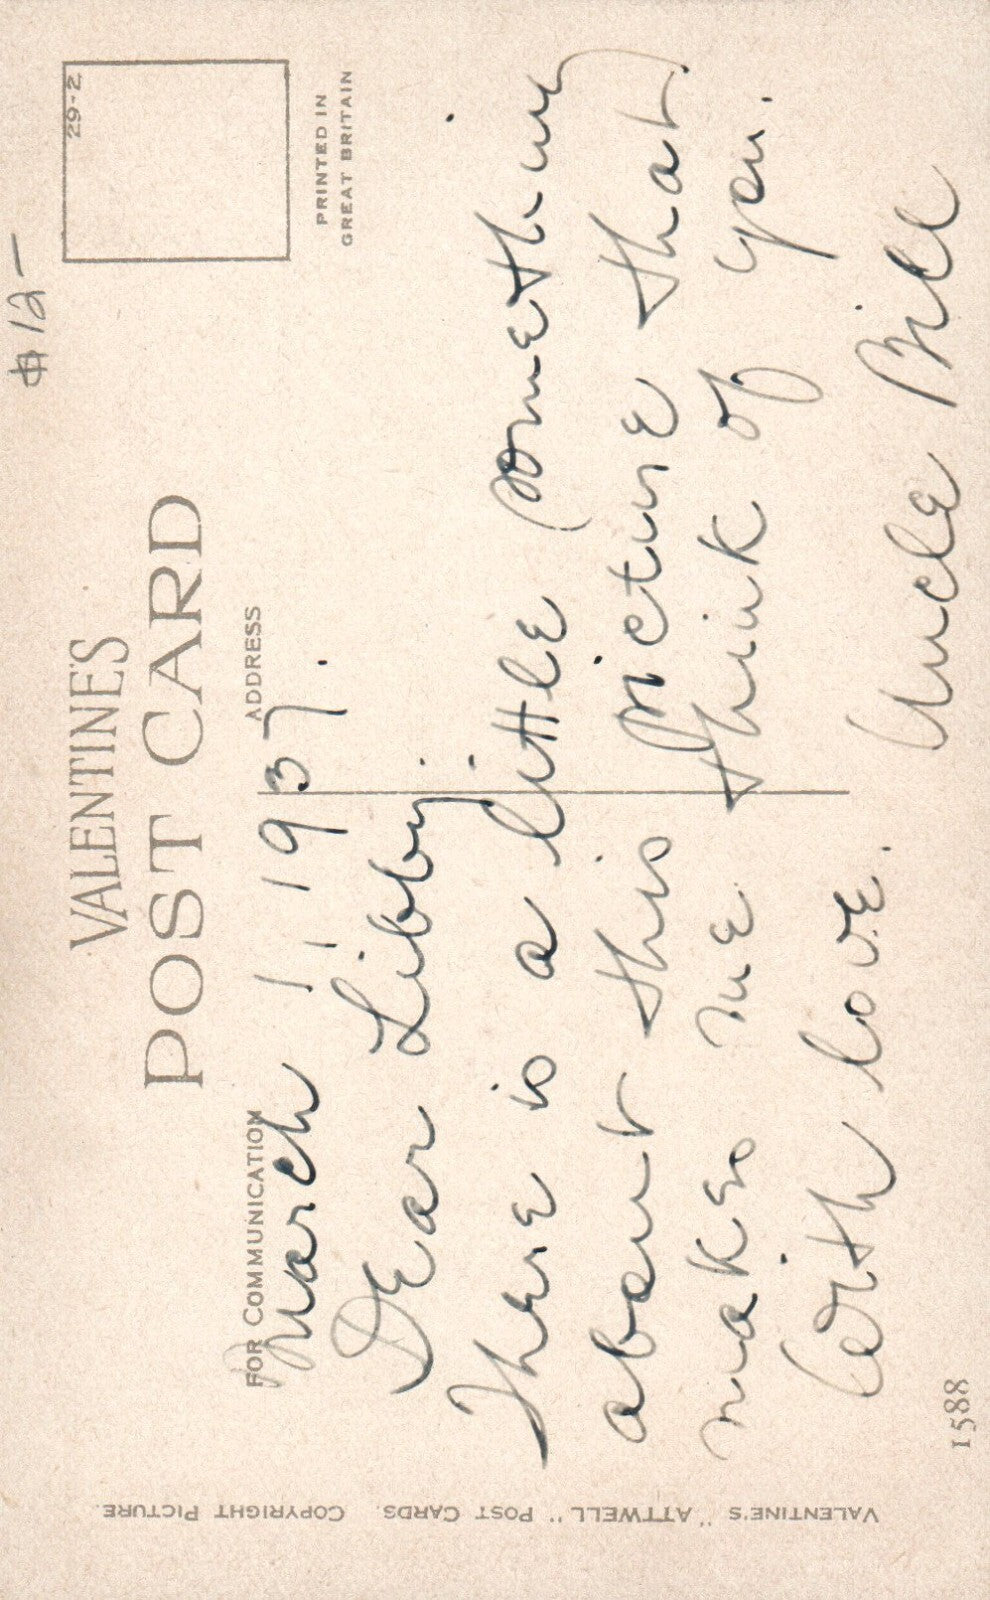 $12-
29-2
PRINTED IN
GREAT BRITAIN
VALENTINE'S
POST CARD
FOR COMMUNICATION
ADDRESS
March 1, 1937.
Dear Libby:
There is a little something
about this picture that
makes me think of you.
With love.
Uncle Bill
VALENTINE'S "ATTWELL" POST CARDS. COPYRIGHT PICTURE.
1588